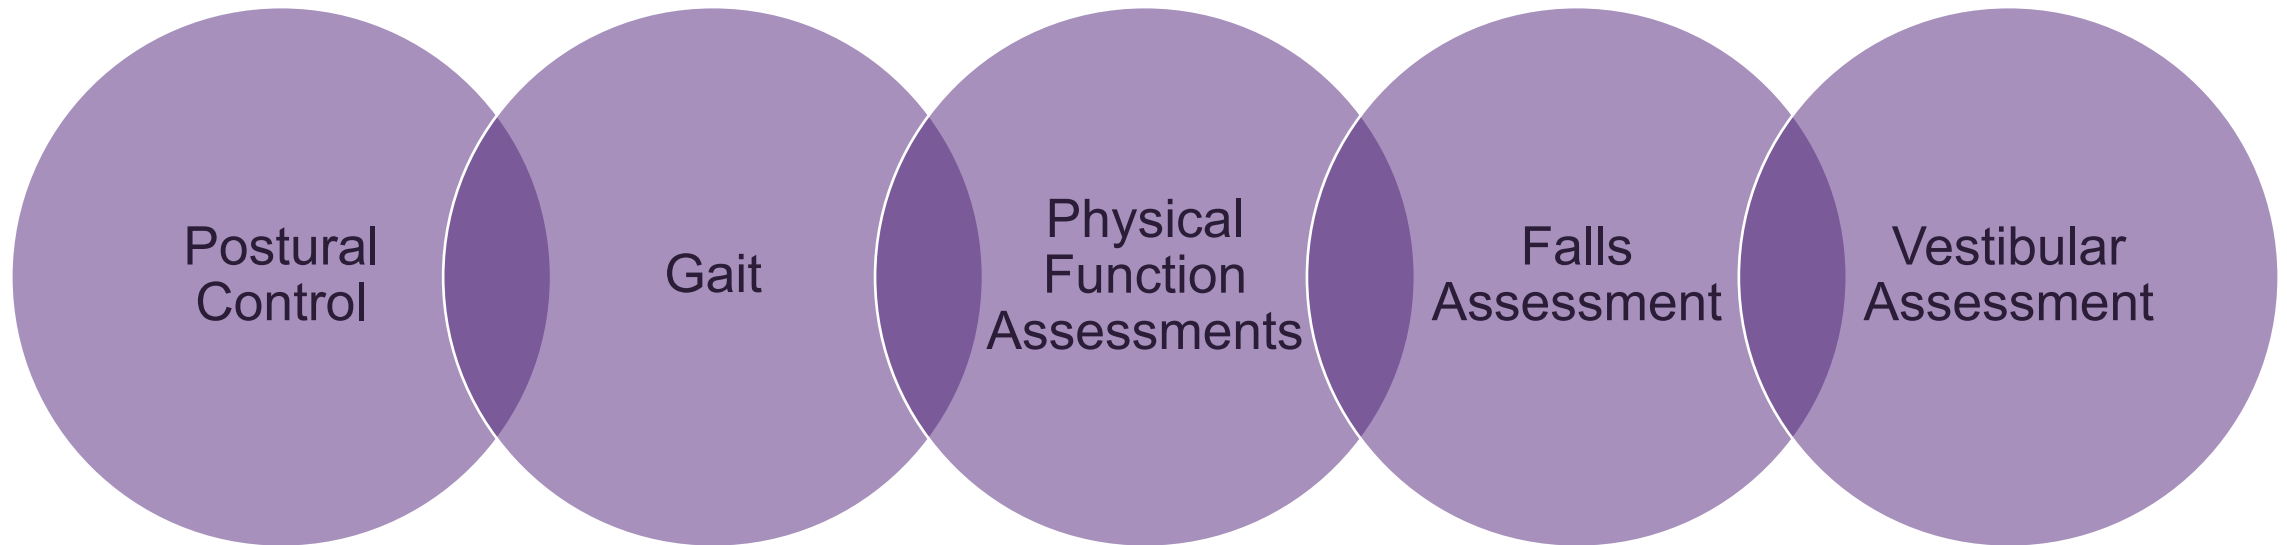 Postural
Control
Gait
Physical
Function
Assessments
Falls
Assessment
Vestibular
Assessment